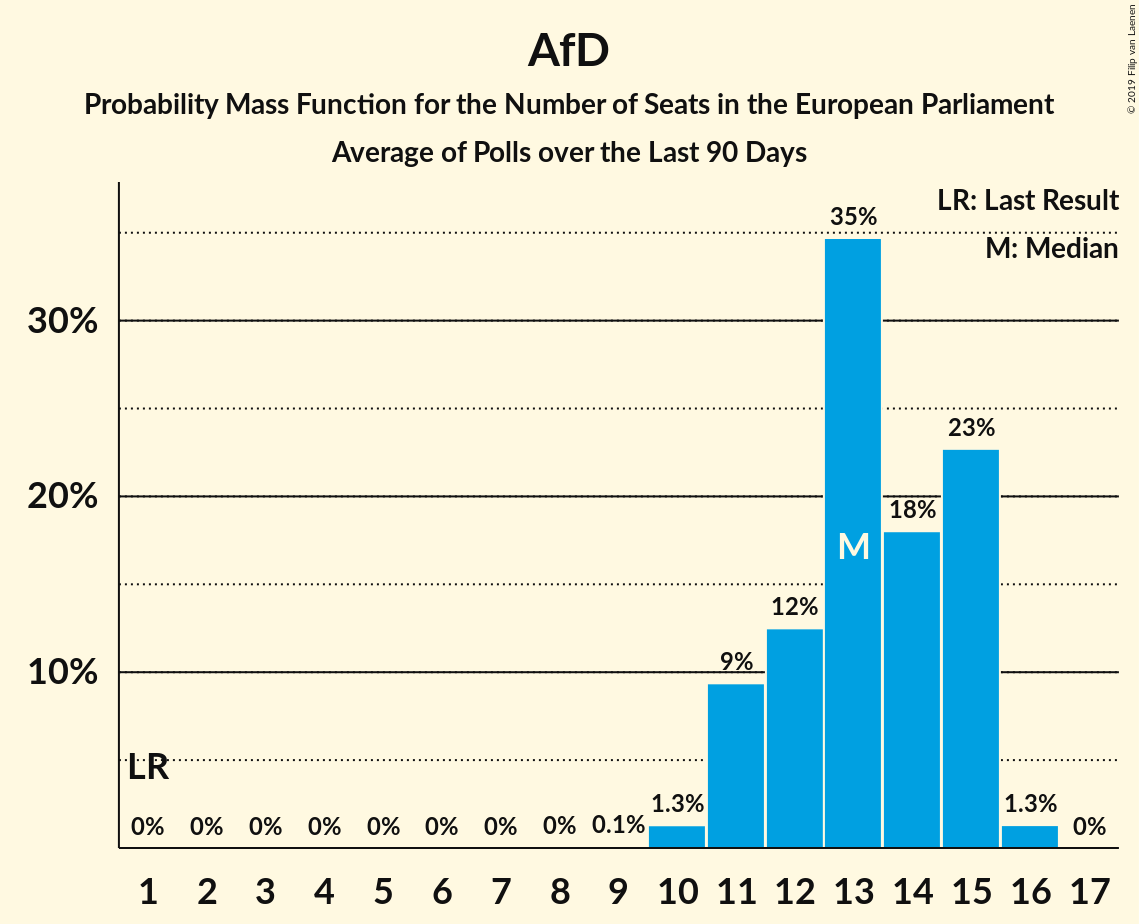 AfD
Probability Mass Function for the Number of Seats in the European Parliament
Average of Polls over the Last 90 Days
© 2019 Filip van Laenen
LR: Last Result
M: Median
35%
30%
23%
20%
18%
M
12%
10%
9%
LR
0% 0% 0% 0% 0% 0% 0% 0% 0.1% 1.3% 1.3% 0%
1 2 3 4 5 6 7 8 9 10 11 12 13 14 15 16 17